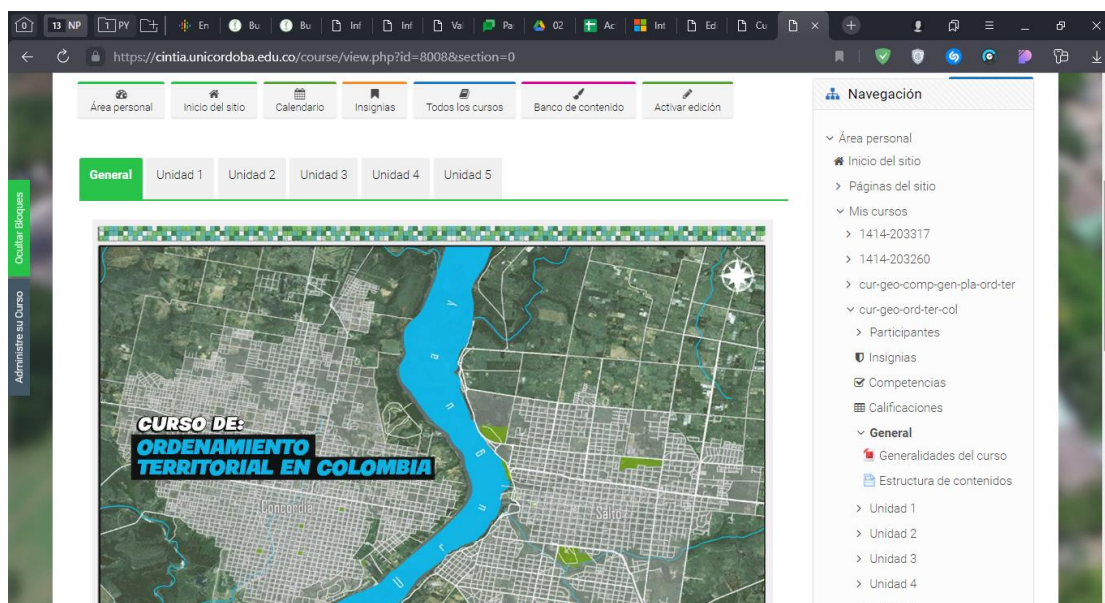 13 NP
1 PY
En
Bu
Bu
Inf
Inf
Va
Pa
02
Ac
Int
Ed
Cu
https://cintia.unicordoba.edu.co/course/view.php?id=8008&section=0
Área personal
Inicio del sitio
Calendario
Insignias
Todos los cursos
Banco de contenido
Activar edición
General
Unidad 1
Unidad 2
Unidad 3
Unidad 4
Unidad 5
Ocultar Bloques
Administre su Curso
CURSO DE:
ORDENAMIENTO
TERRITORIAL EN COLOMBIA
Concordia
Salto
Navegación
Área personal
Inicio del sitio
Páginas del sitio
Mis cursos
1414-203317
1414-203260
cur-geo-comp-gen-pla-ord-ter
cur-geo-ord-ter-col
Participantes
Insignias
Competencias
Calificaciones
General
Generalidades del curso
Estructura de contenidos
Unidad 1
Unidad 2
Unidad 3
Unidad 4